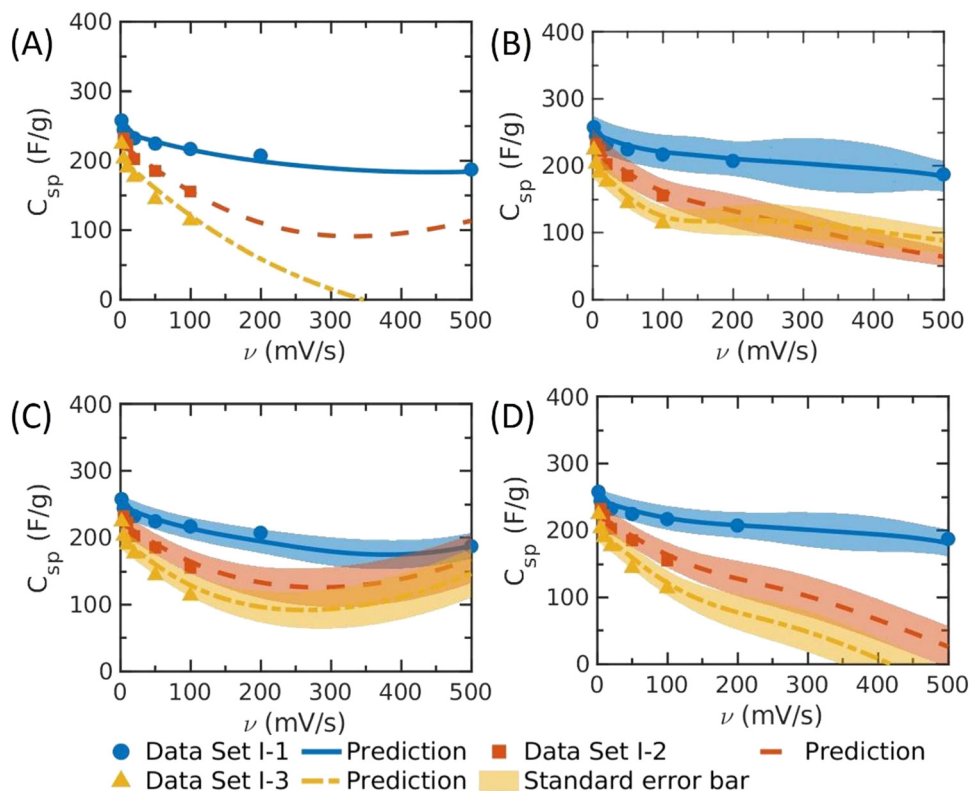 (A)
400
300
200
100
0
C_sp (F/g)
0 100 200 300 400 500
ν (mV/s)
(B)
400
300
200
100
0
C_sp (F/g)
0 100 200 300 400 500
ν (mV/s)
(C)
400
300
200
100
0
C_sp (F/g)
0 100 200 300 400 500
ν (mV/s)
(D)
400
300
200
100
0
C_sp (F/g)
0 100 200 300 400 500
ν (mV/s)
Data Set I-1 Prediction Data Set I-2 Prediction
Data Set I-3 Prediction Standard error bar